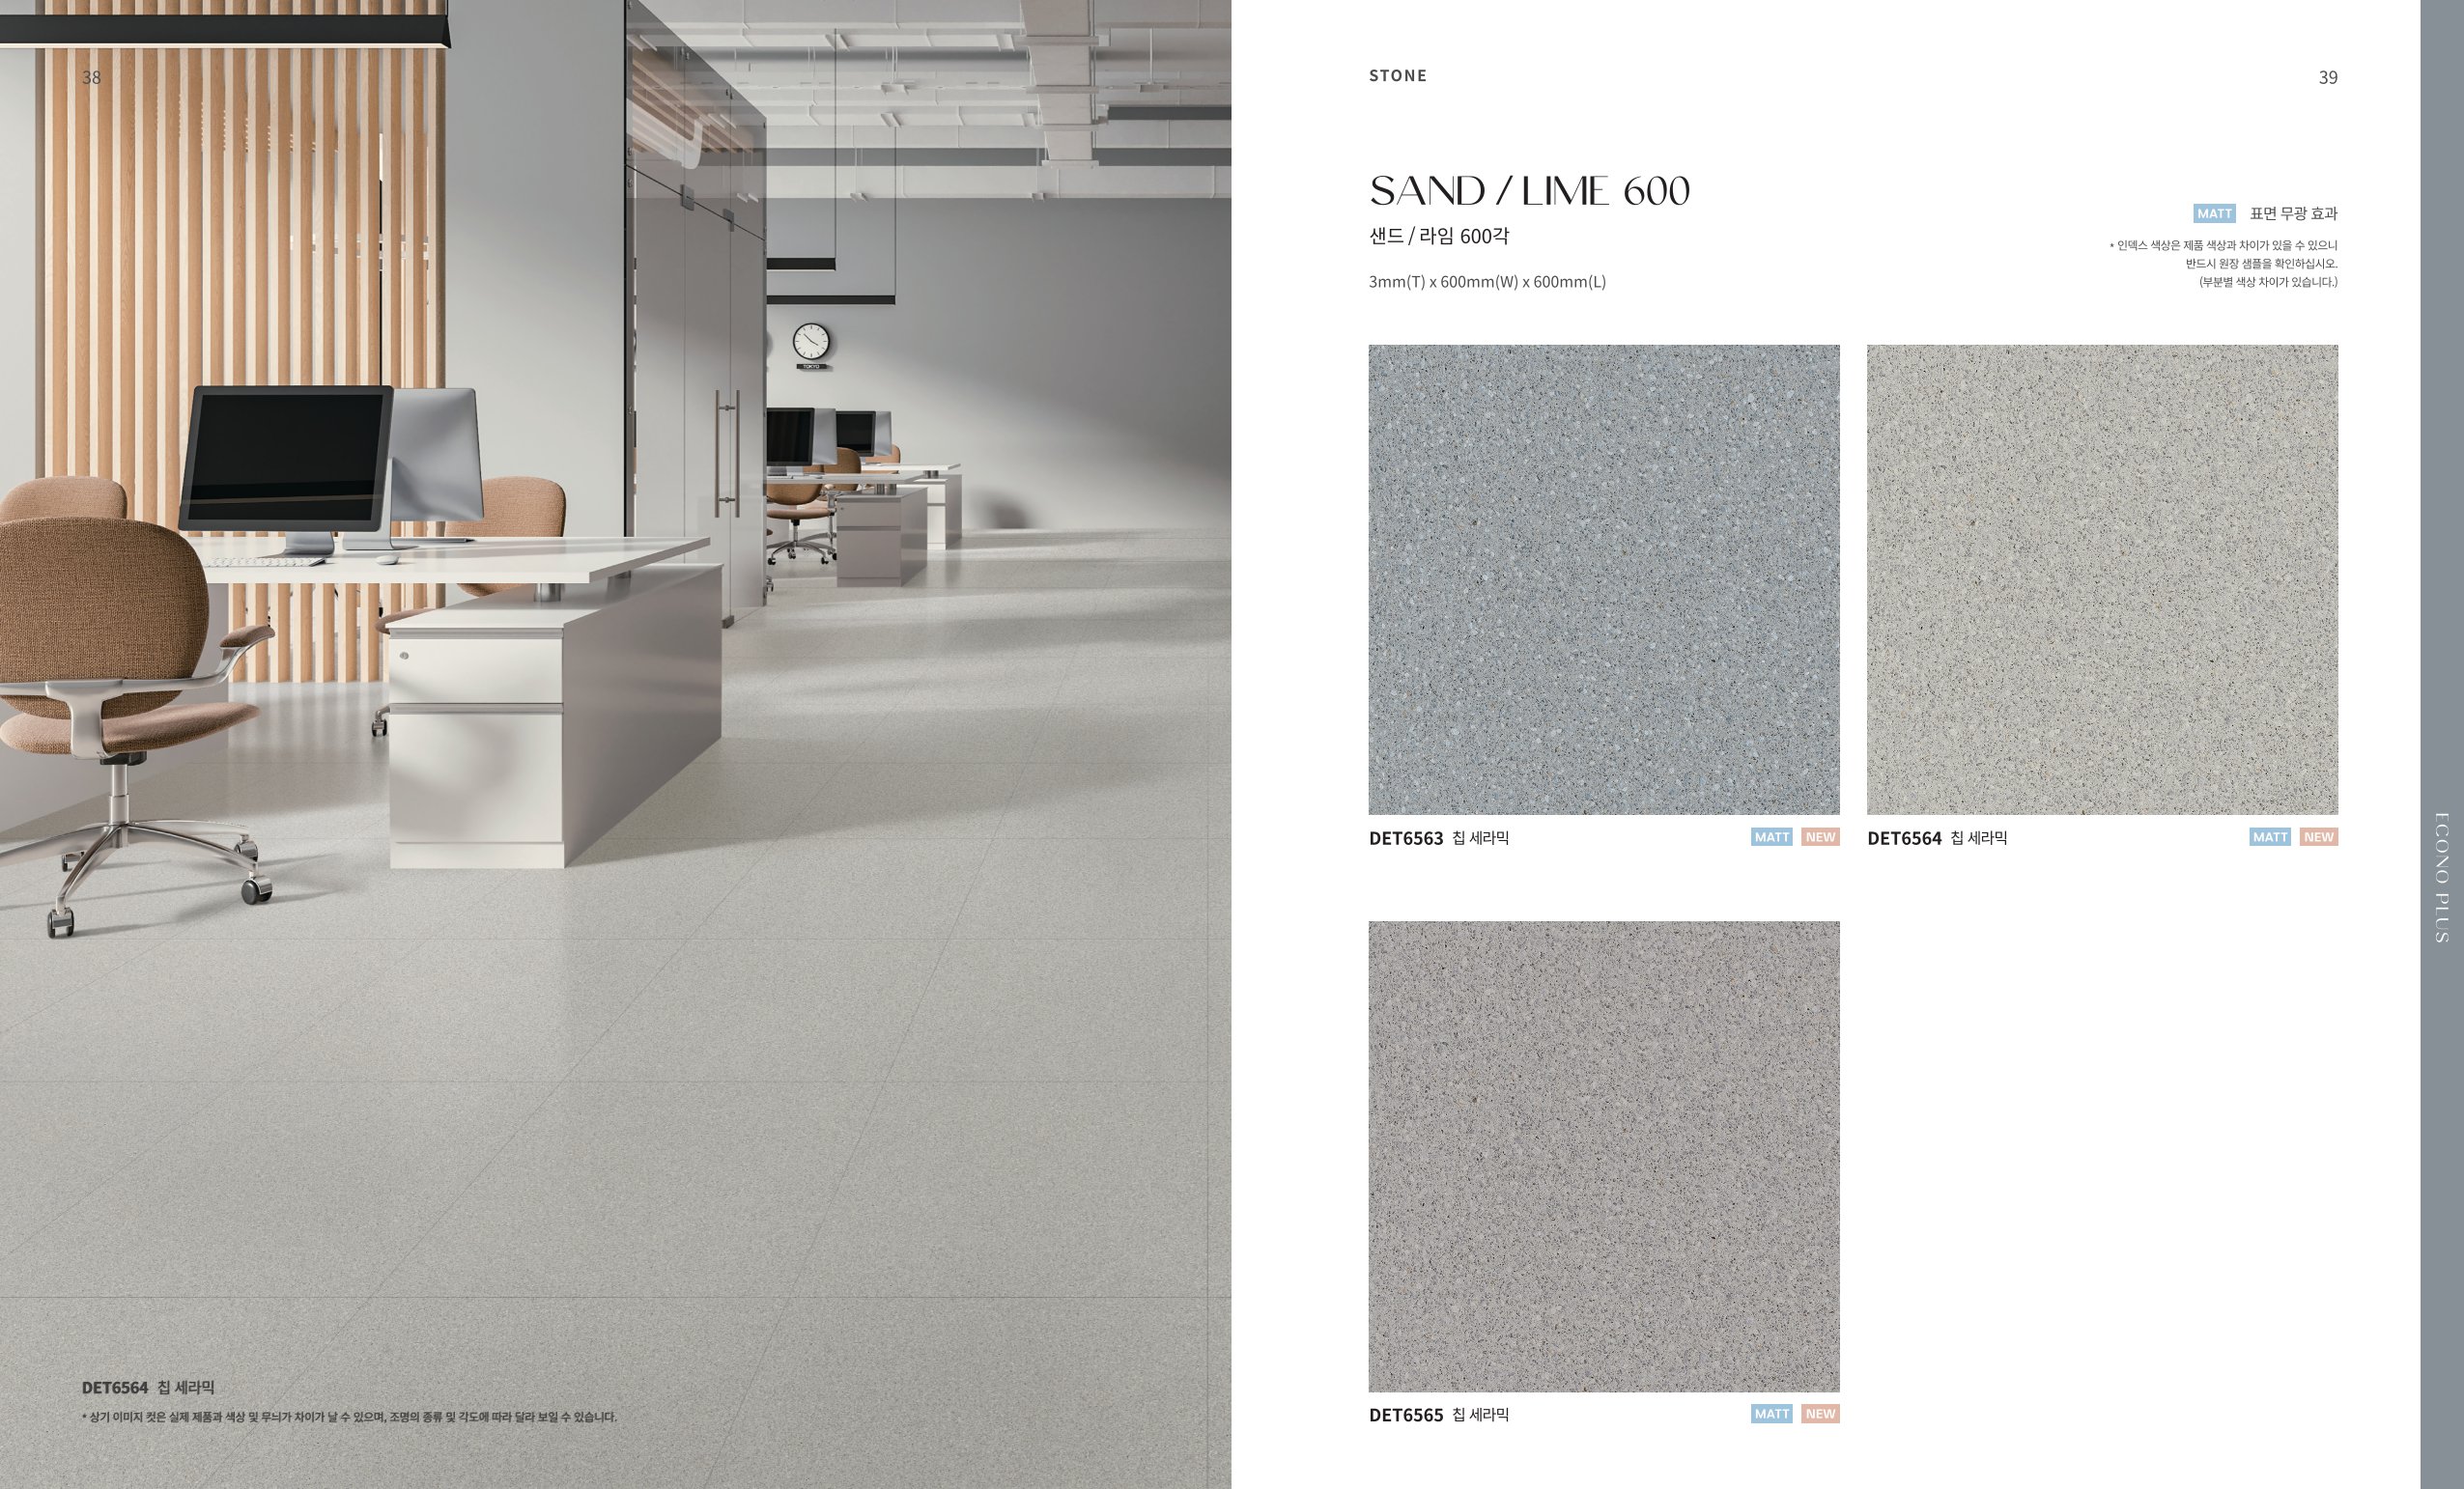 38
TOKYO
DET6564 칩 세라믹
* 상기 이미지 컷은 실제 제품과 색상 및 무늬가 차이가 날 수 있으며, 조명의 종류 및 각도에 따라 달라 보일 수 있습니다.
STONE
39
SAND / LIME 600
샌드 / 라임 600각
3mm(T) x 600mm(W) x 600mm(L)
MATT 표면 무광 효과
* 인덱스 색상은 제품 색상과 차이가 있을 수 있으니
반드시 원장 샘플을 확인하십시오.
(부분별 색상 차이가 있습니다.)
DET6563 칩 세라믹 MATT NEW
DET6564 칩 세라믹 MATT NEW
DET6565 칩 세라믹 MATT NEW
ECONO PLUS